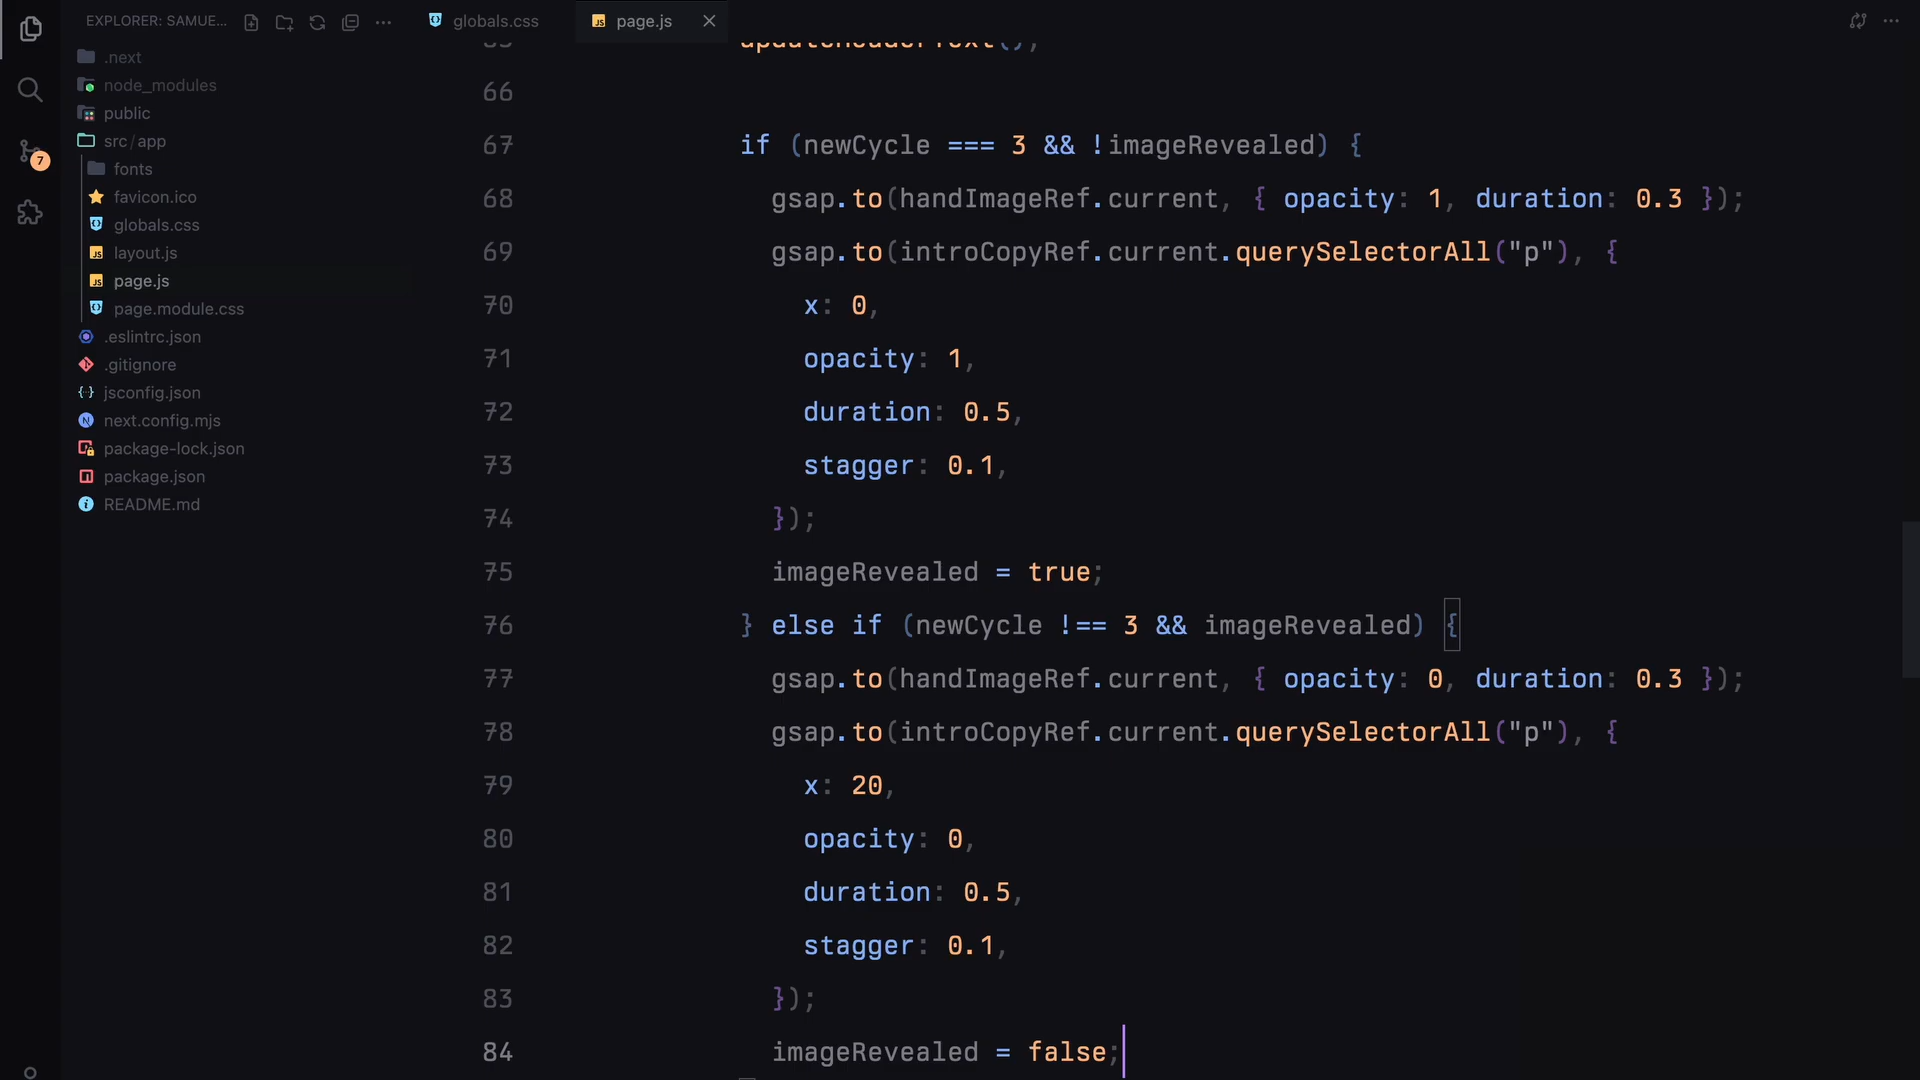 EXPLORER: SAMUE...
globals.css
page.js
.next
node_modules
public
src/app
fonts
favicon.ico
globals.css
layout.js
page.js
page.module.css
.eslintrc.json
.gitignore
jsconfig.json
next.config.mjs
package-lock.json
package.json
README.md
7
65 updateHeaderText();
66
67 if (newCycle === 3 && !imageRevealed) {
68 gsap.to(handImageRef.current, { opacity: 1, duration: 0.3 });
69 gsap.to(introCopyRef.current.querySelectorAll("p"), {
70 x: 0,
71 opacity: 1,
72 duration: 0.5,
73 stagger: 0.1,
74 });
75 imageRevealed = true;
76 } else if (newCycle !== 3 && imageRevealed) {
77 gsap.to(handImageRef.current, { opacity: 0, duration: 0.3 });
78 gsap.to(introCopyRef.current.querySelectorAll("p"), {
79 x: 20,
80 opacity: 0,
81 duration: 0.5,
82 stagger: 0.1,
83 });
84 imageRevealed = false;